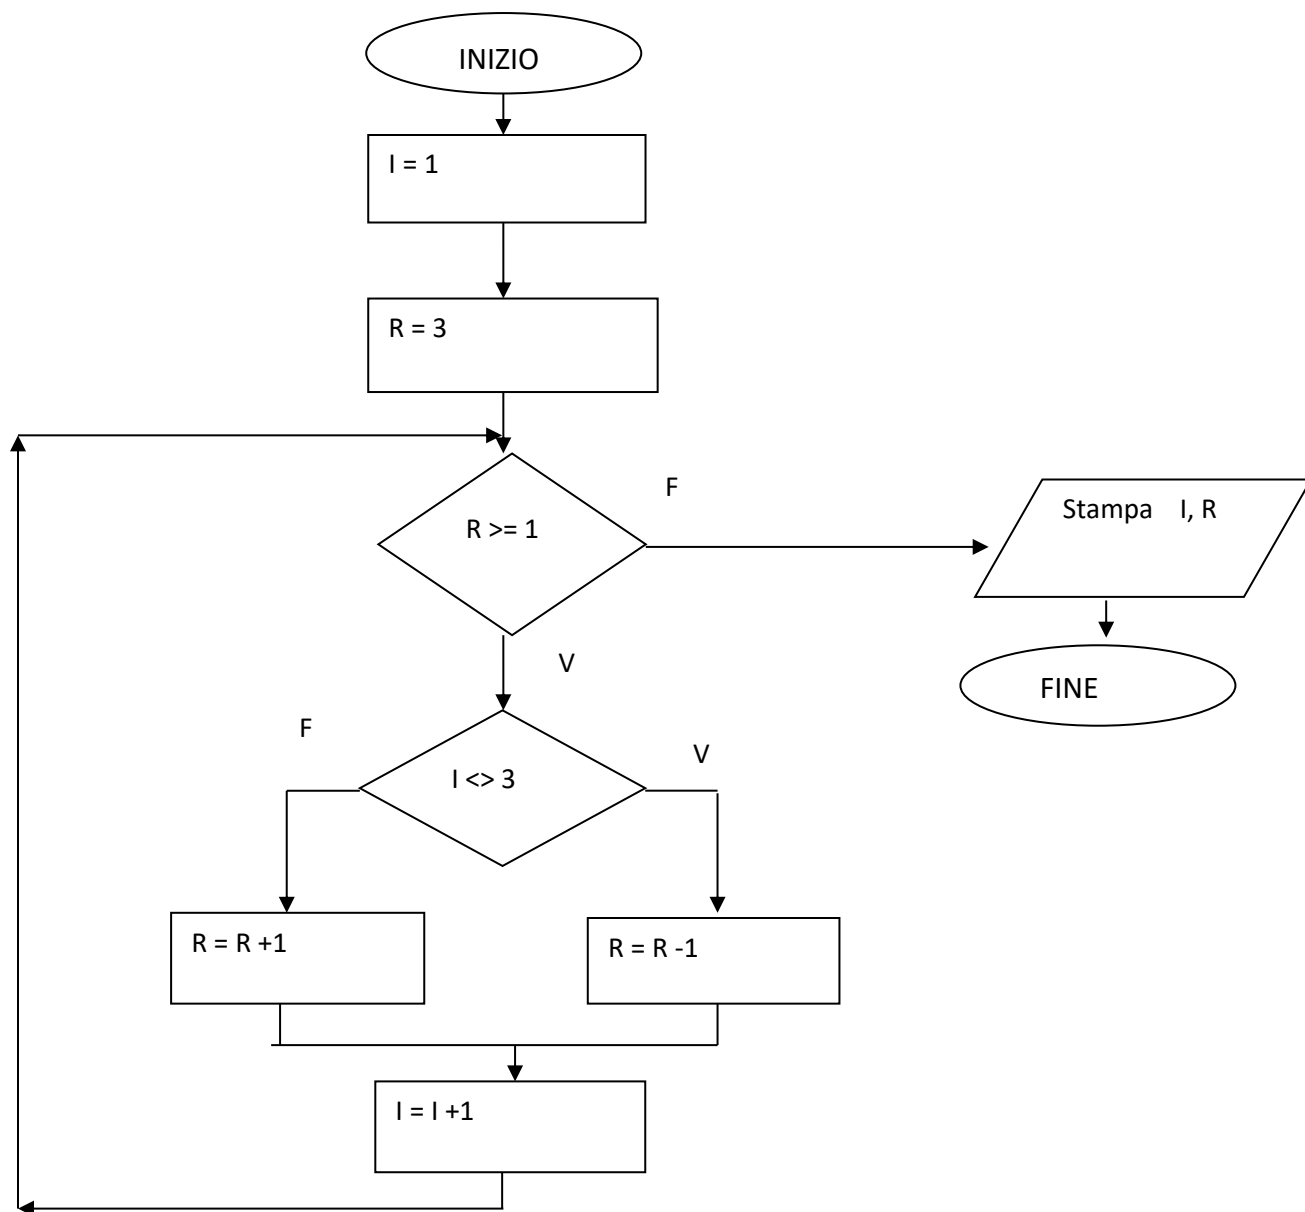 INIZIO
I = 1
R = 3
F
R >= 1
Stampa I, R
V
FINE
F
V
I <> 3
R = R +1
R = R -1
I = I +1